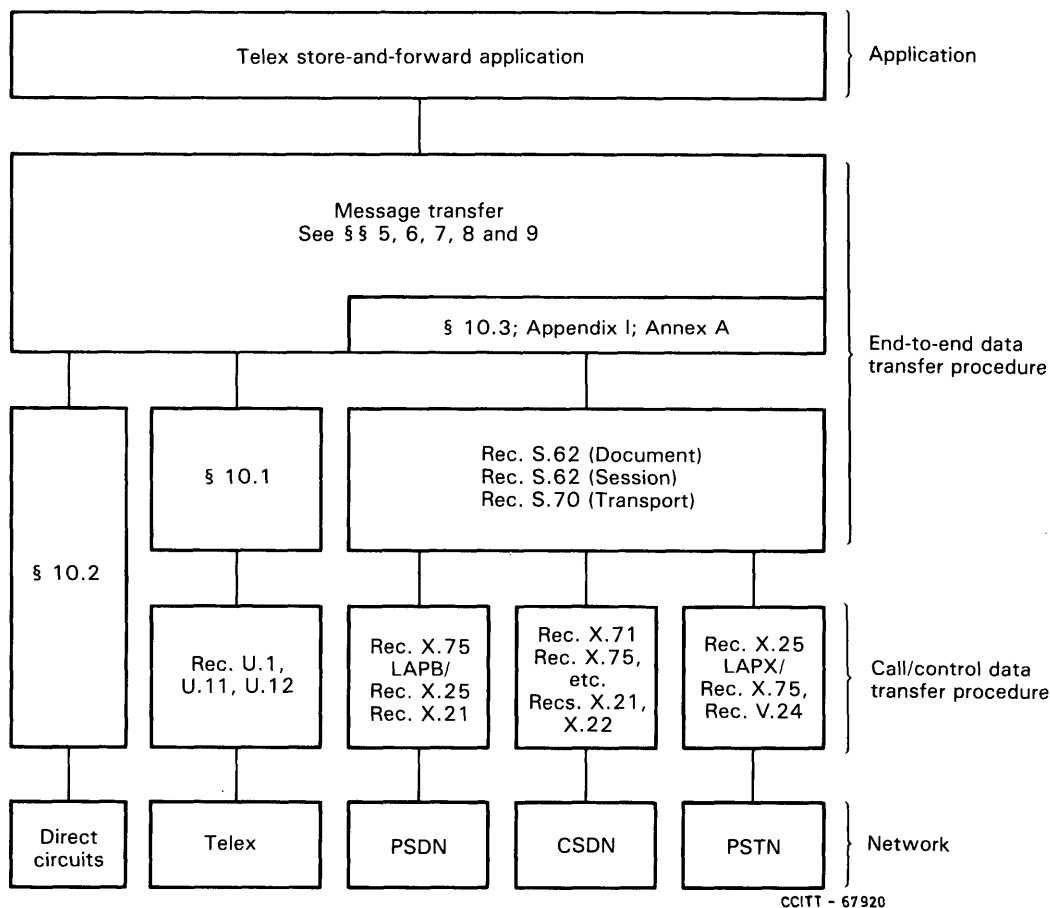 Telex store-and-forward application
Application
Message transfer
See §§ 5, 6, 7, 8 and 9
§ 10.3; Appendix I; Annex A
End-to-end data
transfer procedure
§ 10.2
§ 10.1
Rec. S.62 (Document)
Rec. S.62 (Session)
Rec. S.70 (Transport)
Rec. U.1,
U.11, U.12
Rec. X.75
LAPB/
Rec. X.25
Rec. X.21
Rec. X.71
Rec. X.75,
etc.
Recs. X.21,
X.22
Rec. X.25
LAPX/
Rec. X.75,
Rec. V.24
Call/control data
transfer procedure
Direct
circuits
Telex
PSDN
CSDN
PSTN
Network
CCITT - 67920